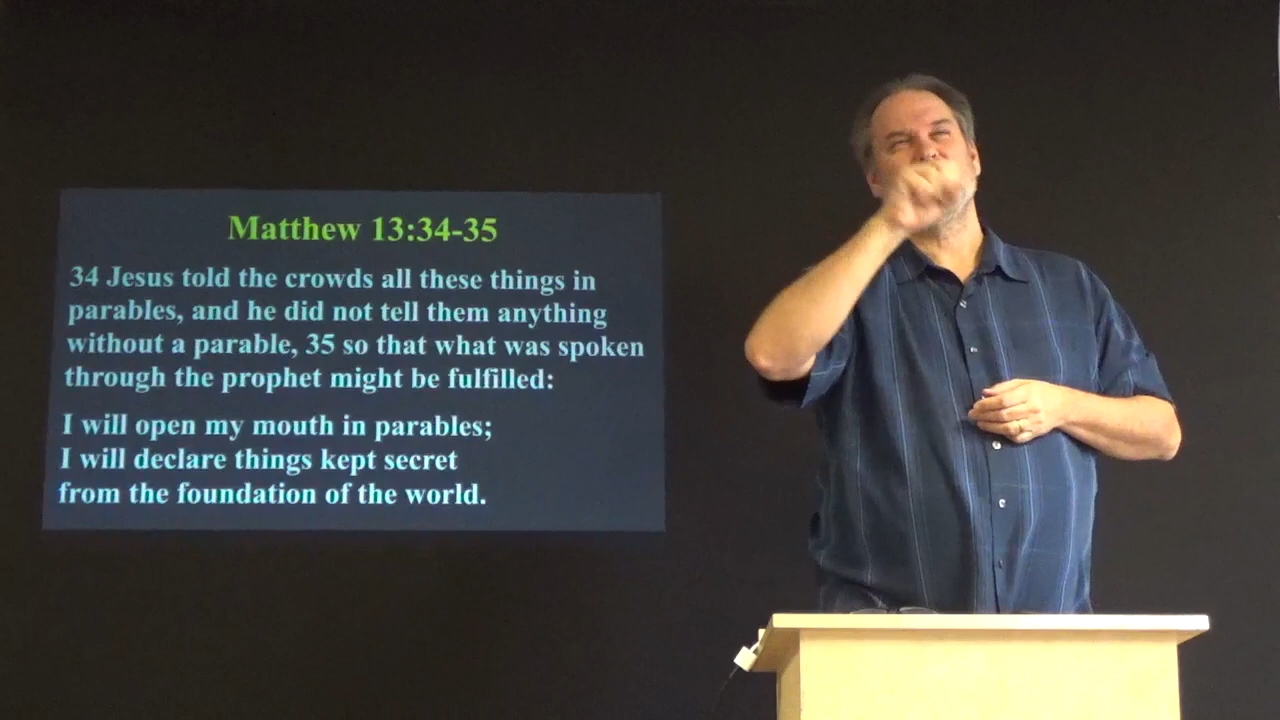 Matthew 13:34-35
34 Jesus told the crowds all these things in
parables, and he did not tell them anything
without a parable, 35 so that what was spoken
through the prophet might be fulfilled:
I will open my mouth in parables;
I will declare things kept secret
from the foundation of the world.